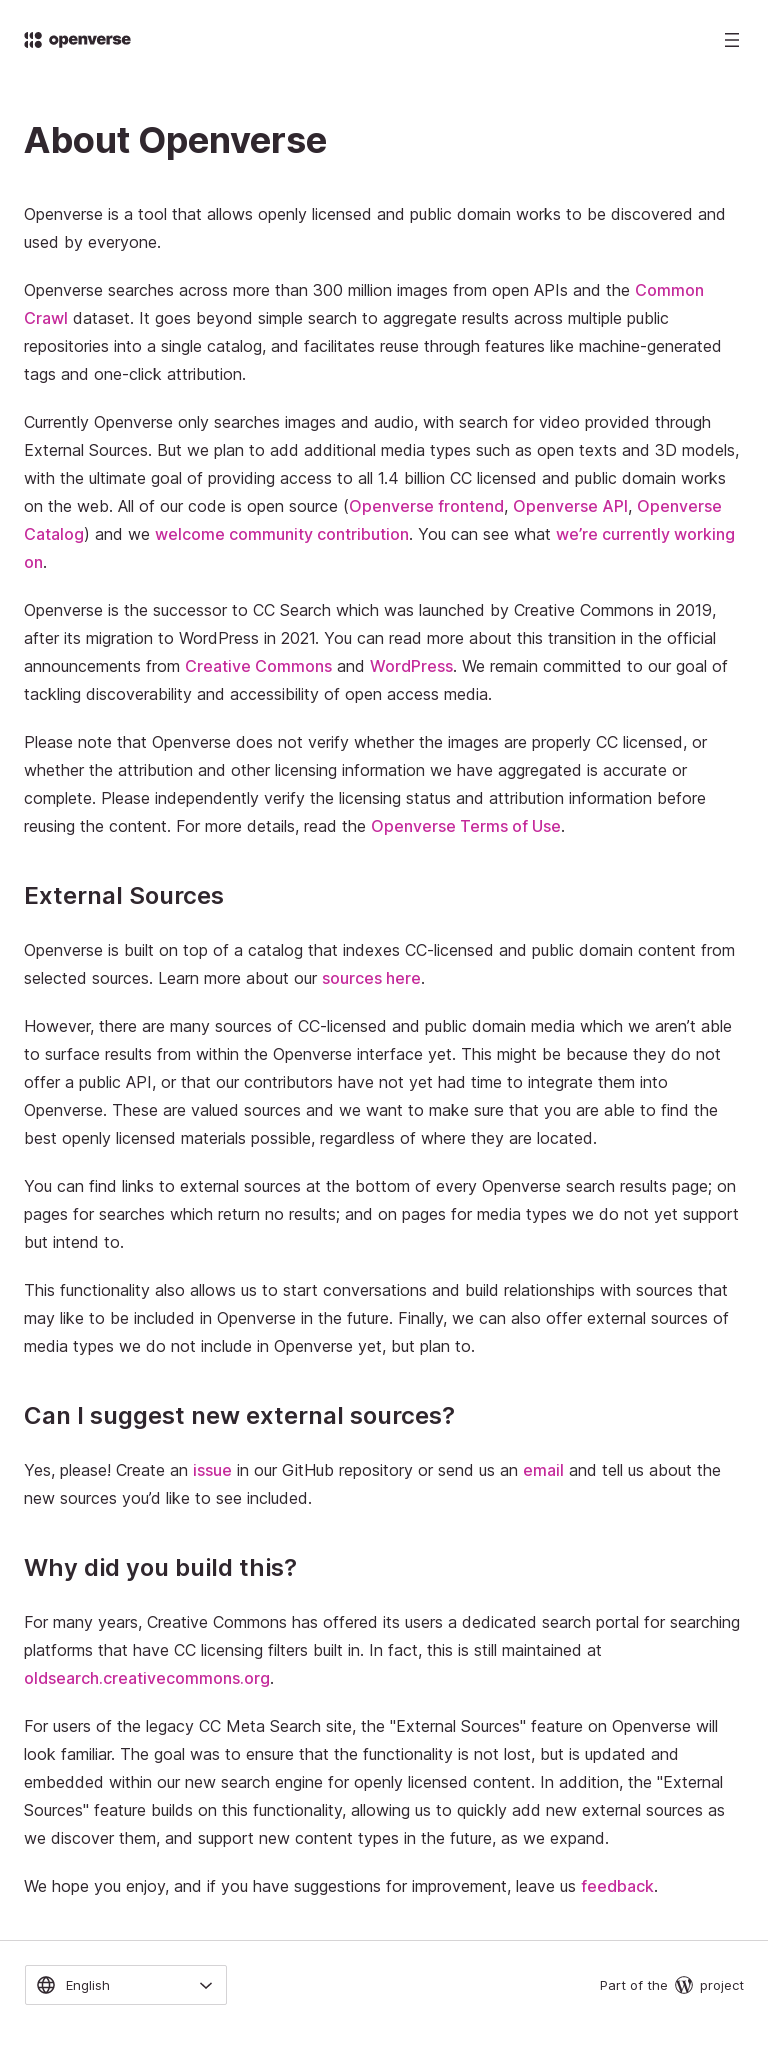 openverse
About Openverse
Openverse is a tool that allows openly licensed and public domain works to be discovered and
used by everyone.
Openverse searches across more than 300 million images from open APIs and the Common
Crawl dataset. It goes beyond simple search to aggregate results across multiple public
repositories into a single catalog, and facilitates reuse through features like machine-generated
tags and one-click attribution.
Currently Openverse only searches images and audio, with search for video provided through
External Sources. But we plan to add additional media types such as open texts and 3D models,
with the ultimate goal of providing access to all 1.4 billion CC licensed and public domain works
on the web. All of our code is open source (Openverse frontend, Openverse API, Openverse
Catalog) and we welcome community contribution. You can see what we’re currently working
on.
Openverse is the successor to CC Search which was launched by Creative Commons in 2019,
after its migration to WordPress in 2021. You can read more about this transition in the official
announcements from Creative Commons and WordPress. We remain committed to our goal of
tackling discoverability and accessibility of open access media.
Please note that Openverse does not verify whether the images are properly CC licensed, or
whether the attribution and other licensing information we have aggregated is accurate or
complete. Please independently verify the licensing status and attribution information before
reusing the content. For more details, read the Openverse Terms of Use.
External Sources
Openverse is built on top of a catalog that indexes CC-licensed and public domain content from
selected sources. Learn more about our sources here.
However, there are many sources of CC-licensed and public domain media which we aren’t able
to surface results from within the Openverse interface yet. This might be because they do not
offer a public API, or that our contributors have not yet had time to integrate them into
Openverse. These are valued sources and we want to make sure that you are able to find the
best openly licensed materials possible, regardless of where they are located.
You can find links to external sources at the bottom of every Openverse search results page; on
pages for searches which return no results; and on pages for media types we do not yet support
but intend to.
This functionality also allows us to start conversations and build relationships with sources that
may like to be included in Openverse in the future. Finally, we can also offer external sources of
media types we do not include in Openverse yet, but plan to.
Can I suggest new external sources?
Yes, please! Create an issue in our GitHub repository or send us an email and tell us about the
new sources you’d like to see included.
Why did you build this?
For many years, Creative Commons has offered its users a dedicated search portal for searching
platforms that have CC licensing filters built in. In fact, this is still maintained at
oldsearch.creativecommons.org.
For users of the legacy CC Meta Search site, the "External Sources" feature on Openverse will
look familiar. The goal was to ensure that the functionality is not lost, but is updated and
embedded within our new search engine for openly licensed content. In addition, the "External
Sources" feature builds on this functionality, allowing us to quickly add new external sources as
we discover them, and support new content types in the future, as we expand.
We hope you enjoy, and if you have suggestions for improvement, leave us feedback.
English
Part of the project